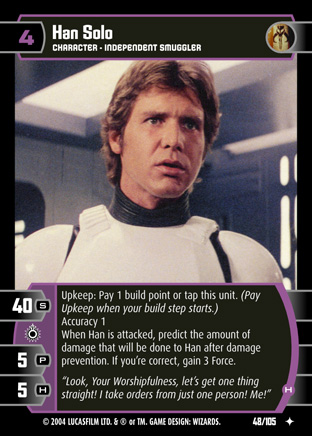 4 Han Solo
CHARACTER • INDEPENDENT SMUGGLER
40 S
5 P
5 H
Upkeep: Pay 1 build point or tap this unit. (Pay
Upkeep when your build step starts.)
Accuracy 1
When Han is attacked, predict the amount of
damage that will be done to Han after damage
prevention. If you're correct, gain 3 Force.
"Look, Your Worshipfulness, let's get one thing
straight! I take orders from just one person! Me!"
H
© 2004 LUCASFILM LTD. & ® or TM. GAME DESIGN: WIZARDS. 48/105